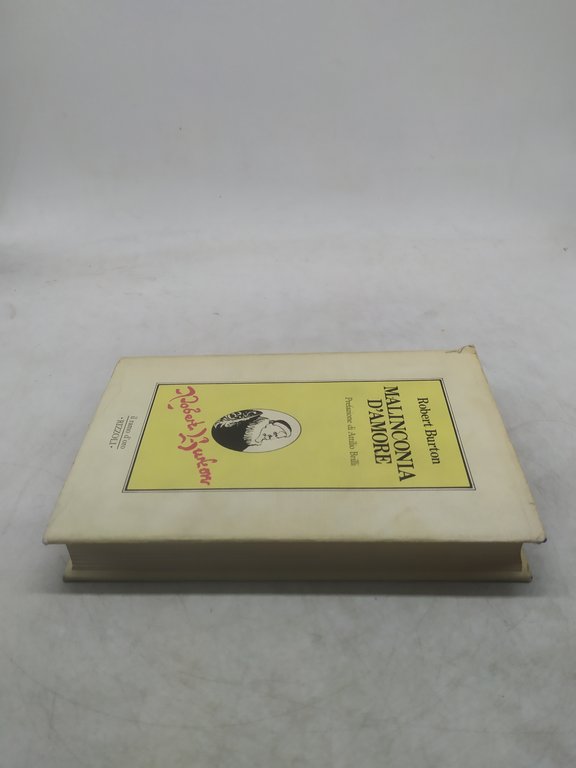 Robert Burton
MALINCONIA
D'AMORE
Prefazione di Attilio Brilli
Robert Burton
il ramo d'oro
•RIZZOLI•